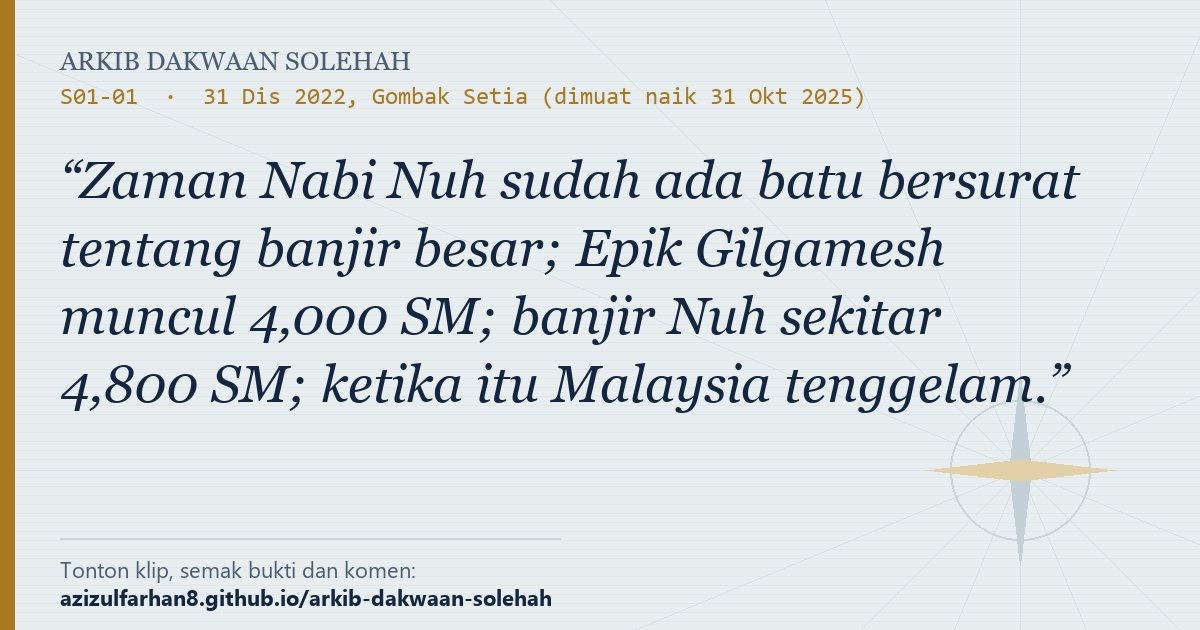 ARKIB DAKWAAN SOLEHAH
S01-01 · 31 Dis 2022, Gombak Setia (dimuat naik 31 Okt 2025)
“Zaman Nabi Nuh sudah ada batu bersurat
tentang banjir besar; Epik Gilgamesh
muncul 4,000 SM; banjir Nuh sekitar
4,800 SM; ketika itu Malaysia tenggelam.”
Tonton klip, semak bukti dan komen:
azizulfarhan8.github.io/arkib-dakwaan-solehah